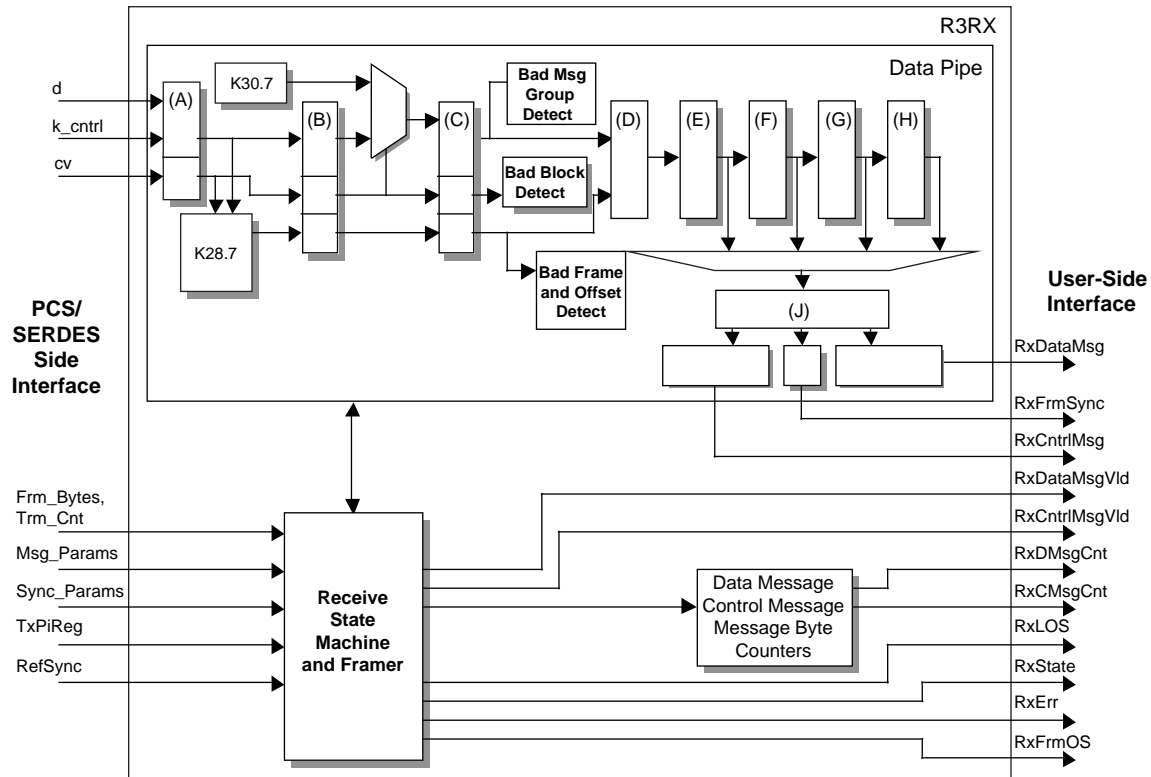 R3RX
Data Pipe
d
k_cntrl
cv
(A)
K30.7
(B)
(C)
Bad Msg
Group
Detect
(D)
(E)
(F)
(G)
(H)
Bad Block
Detect
K28.7
Bad Frame
and Offset
Detect
(J)
PCS/
SERDES
Side
Interface
User-Side
Interface
RxDataMsg
RxFrmSync
RxCntrlMsg
RxDataMsgVld
RxCntrlMsgVld
RxDMsgCnt
RxCMsgCnt
RxLOS
RxState
RxErr
RxFrmOS
Frm_Bytes,
Trm_Cnt
Msg_Params
Sync_Params
TxPiReg
RefSync
Receive
State
Machine
and Framer
Data Message
Control Message
Message Byte
Counters